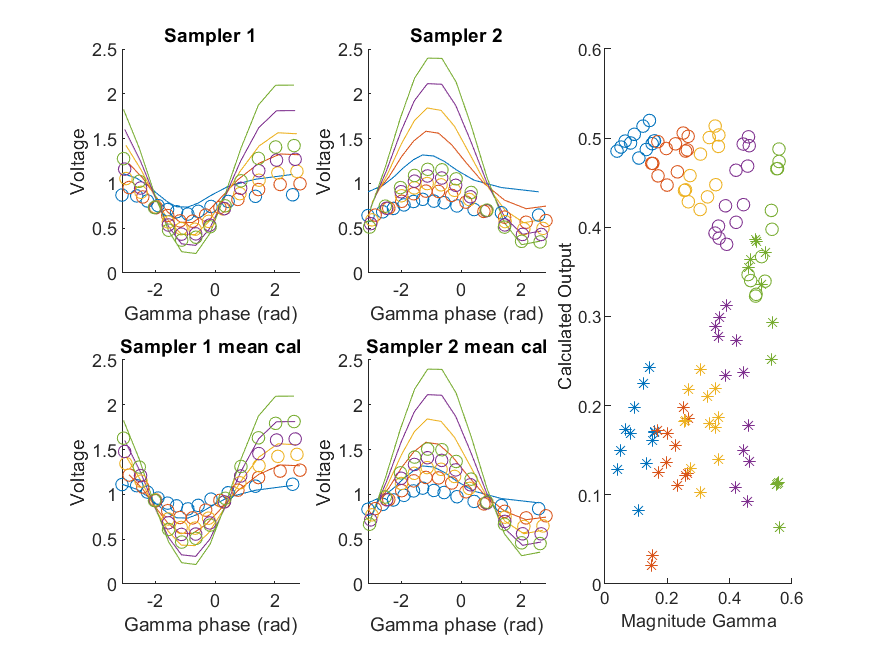 Sampler 1
2.5
2
1.5
1
0.5
0
Voltage
-2 0 2
Gamma phase (rad)
Sampler 2
2.5
2
1.5
1
0.5
0
Voltage
-2 0 2
Gamma phase (rad)
Sampler 1 mean cal
2.5
2
1.5
1
0.5
0
Voltage
-2 0 2
Gamma phase (rad)
Sampler 2 mean cal
2.5
2
1.5
1
0.5
0
Voltage
-2 0 2
Gamma phase (rad)
0.6
0.5
0.4
0.3
0.2
0.1
0
Calculated Output
0 0.2 0.4 0.6
Magnitude Gamma